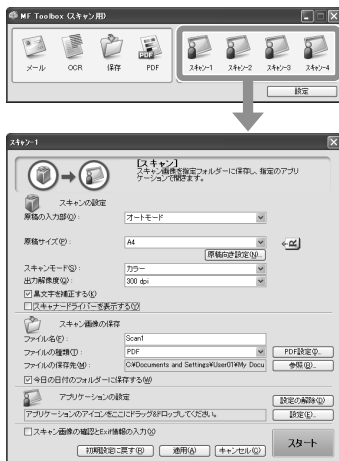 MF Toolbox (スキャン用)
メール
OCR
保存
PDF
PDF
スキャン-1
スキャン-2
スキャン-3
スキャン-4
設定
スキャン-1
[スキャン]
スキャン画像を指定フォルダーに保存し、指定のアプリ
ケーションで開きます。
スキャンの設定
原稿の入力部(O):
オートモード
原稿サイズ(P):
A4
原稿向き設定(N)...
スキャンモード(S):
カラー
出力解像度(Q):
300 dpi
黒文字を補正する(K)
スキャナードライバーを表示する(V)
スキャン画像の保存
ファイル名(F):
Scan1
ファイルの種類(T):
PDF
PDF設定(P)...
ファイルの保存先(M):
C:¥Documents and Settings¥User01¥My Docu
参照(R)...
今日の日付のフォルダーに保存する(W)
アプリケーションの設定
設定の解除(D)
アプリケーションのアイコンをここにドラッグ&ドロップしてください。
設定(E)...
スキャン画像の確認とExif情報の入力(X)
初期設定に戻す(R)
適用(A)
キャンセル(C)
スタート